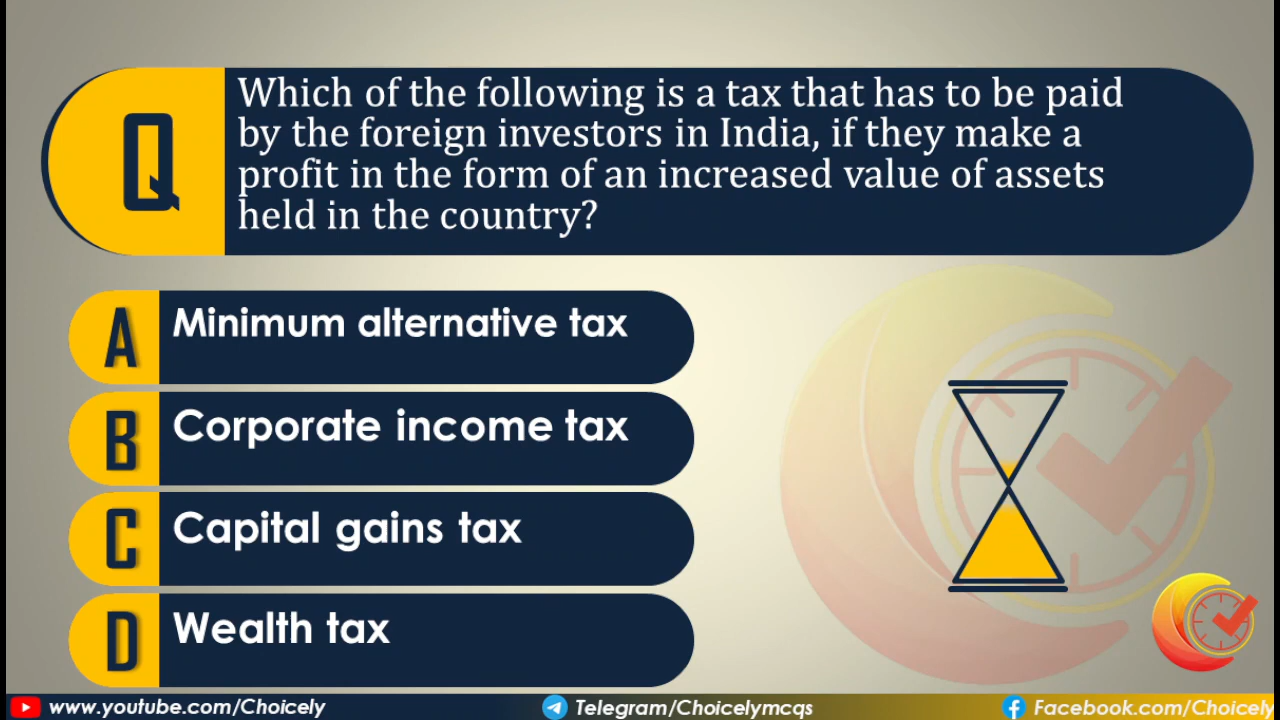 Q
Which of the following is a tax that has to be paid
by the foreign investors in India, if they make a
profit in the form of an increased value of assets
held in the country?
A
Minimum alternative tax
B
Corporate income tax
C
Capital gains tax
D
Wealth tax
www.youtube.com/Choicely
Telegram/Choicelymcqs
Facebook.com/Choicely